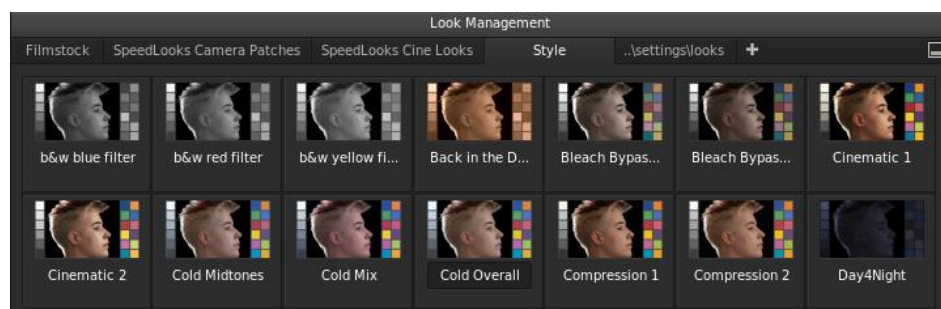 Look Management
Filmstock SpeedLooks Camera Patches SpeedLooks Cine Looks Style ..\settings\looks +
b&w blue filter b&w red filter b&w yellow fi... Back in the D... Bleach Bypas... Bleach Bypas... Cinematic 1
Cinematic 2 Cold Midtones Cold Mix Cold Overall Compression 1 Compression 2 Day4Night